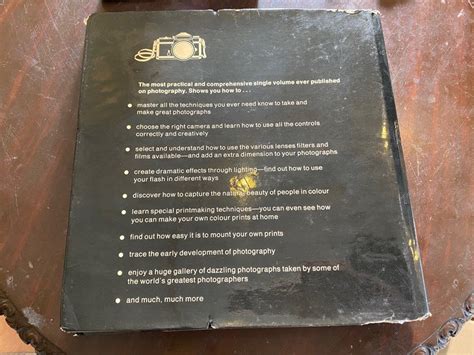 The most practical and comprehensive single volume ever published
on photography. Shows you how to . . .
• master all the techniques you ever need know to take and
make great photographs
• choose the right camera and learn how to use all the controls
correctly and creatively
• select and understand how to use the various lenses filters and
films available—and add an extra dimension to your photographs
• create dramatic effects through lighting—find out how to use
your flash in different ways
• discover how to capture the natural beauty of people in colour
• learn special printmaking techniques—you can even see how
you can make your own colour prints at home
• find out how easy it is to mount your own prints
• trace the early development of photography
• enjoy a huge gallery of dazzling photographs taken by some of
the world's greatest photographers
• and much, much more